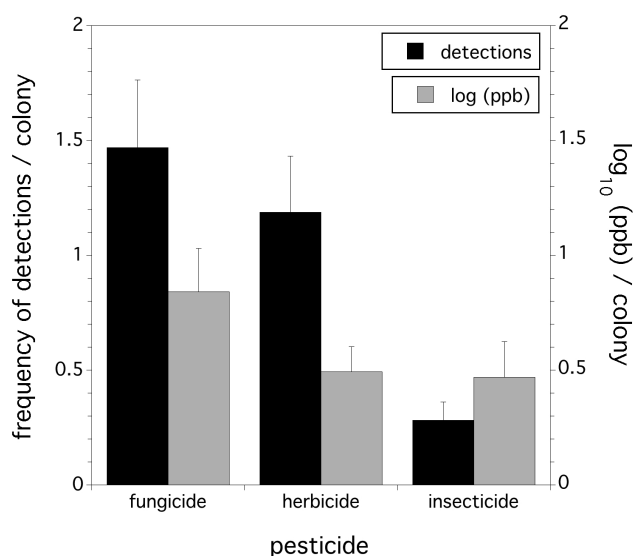 2
1.5
1
0.5
0
frequency of detections / colony
detections
log (ppb)
2
1.5
1
0.5
0
log₁₀ (ppb) / colony
fungicide herbicide insecticide
pesticide